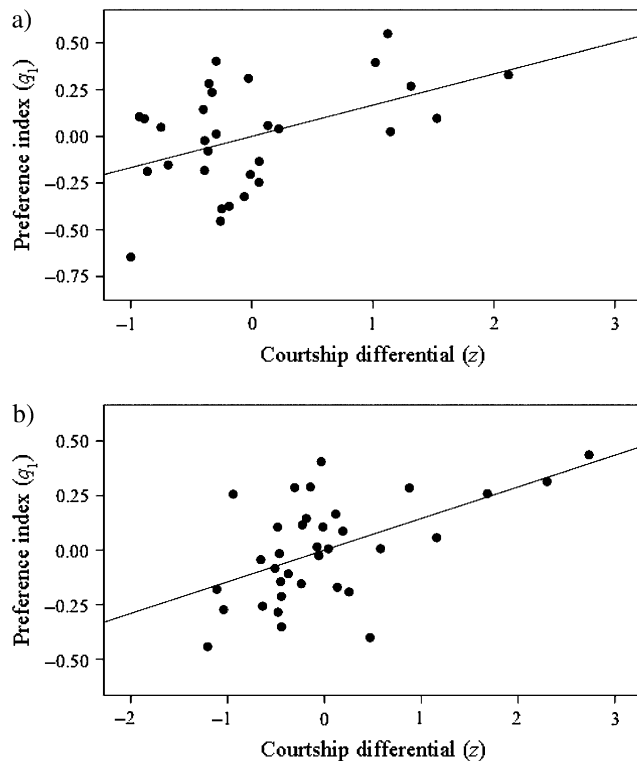 a)
0.50
0.25
0.00
−0.25
−0.50
−0.75
Preference index (q1)
−1 0 1 2 3
Courtship differential (z)
b)
0.50
0.25
0.00
−0.25
−0.50
Preference index (q1)
−2 −1 0 1 2 3
Courtship differential (z)